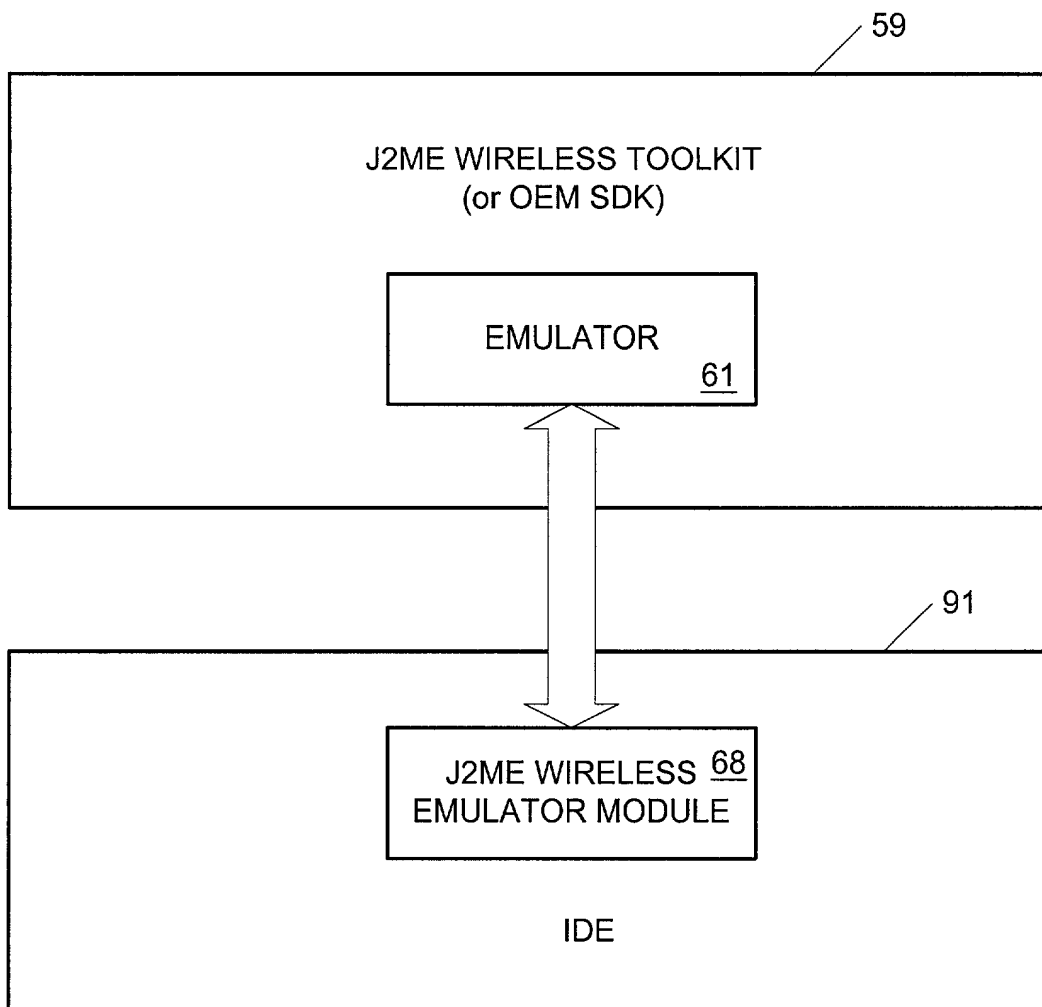 59
J2ME WIRELESS TOOLKIT
(or OEM SDK)
EMULATOR
61
91
J2ME WIRELESS 68
EMULATOR MODULE
IDE